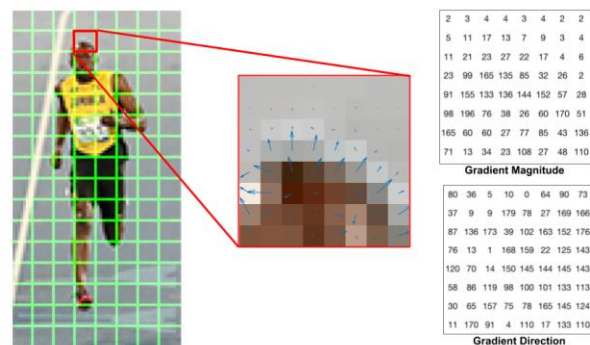 2 3 4 4 3 4 2 2
5 11 17 13 7 9 3 4
11 21 23 27 22 17 4 6
23 99 165 135 85 32 26 2
91 155 133 136 144 152 57 28
98 196 76 38 26 60 170 51
165 60 60 27 77 85 43 136
71 13 34 23 108 27 48 110
Gradient Magnitude
80 36 5 10 0 64 90 73
37 9 9 179 78 27 169 166
87 136 173 39 102 163 152 176
76 13 1 168 159 22 125 143
120 70 14 150 145 144 145 143
58 86 119 98 100 101 133 113
30 65 157 75 78 165 145 124
11 170 91 4 110 17 133 110
Gradient Direction